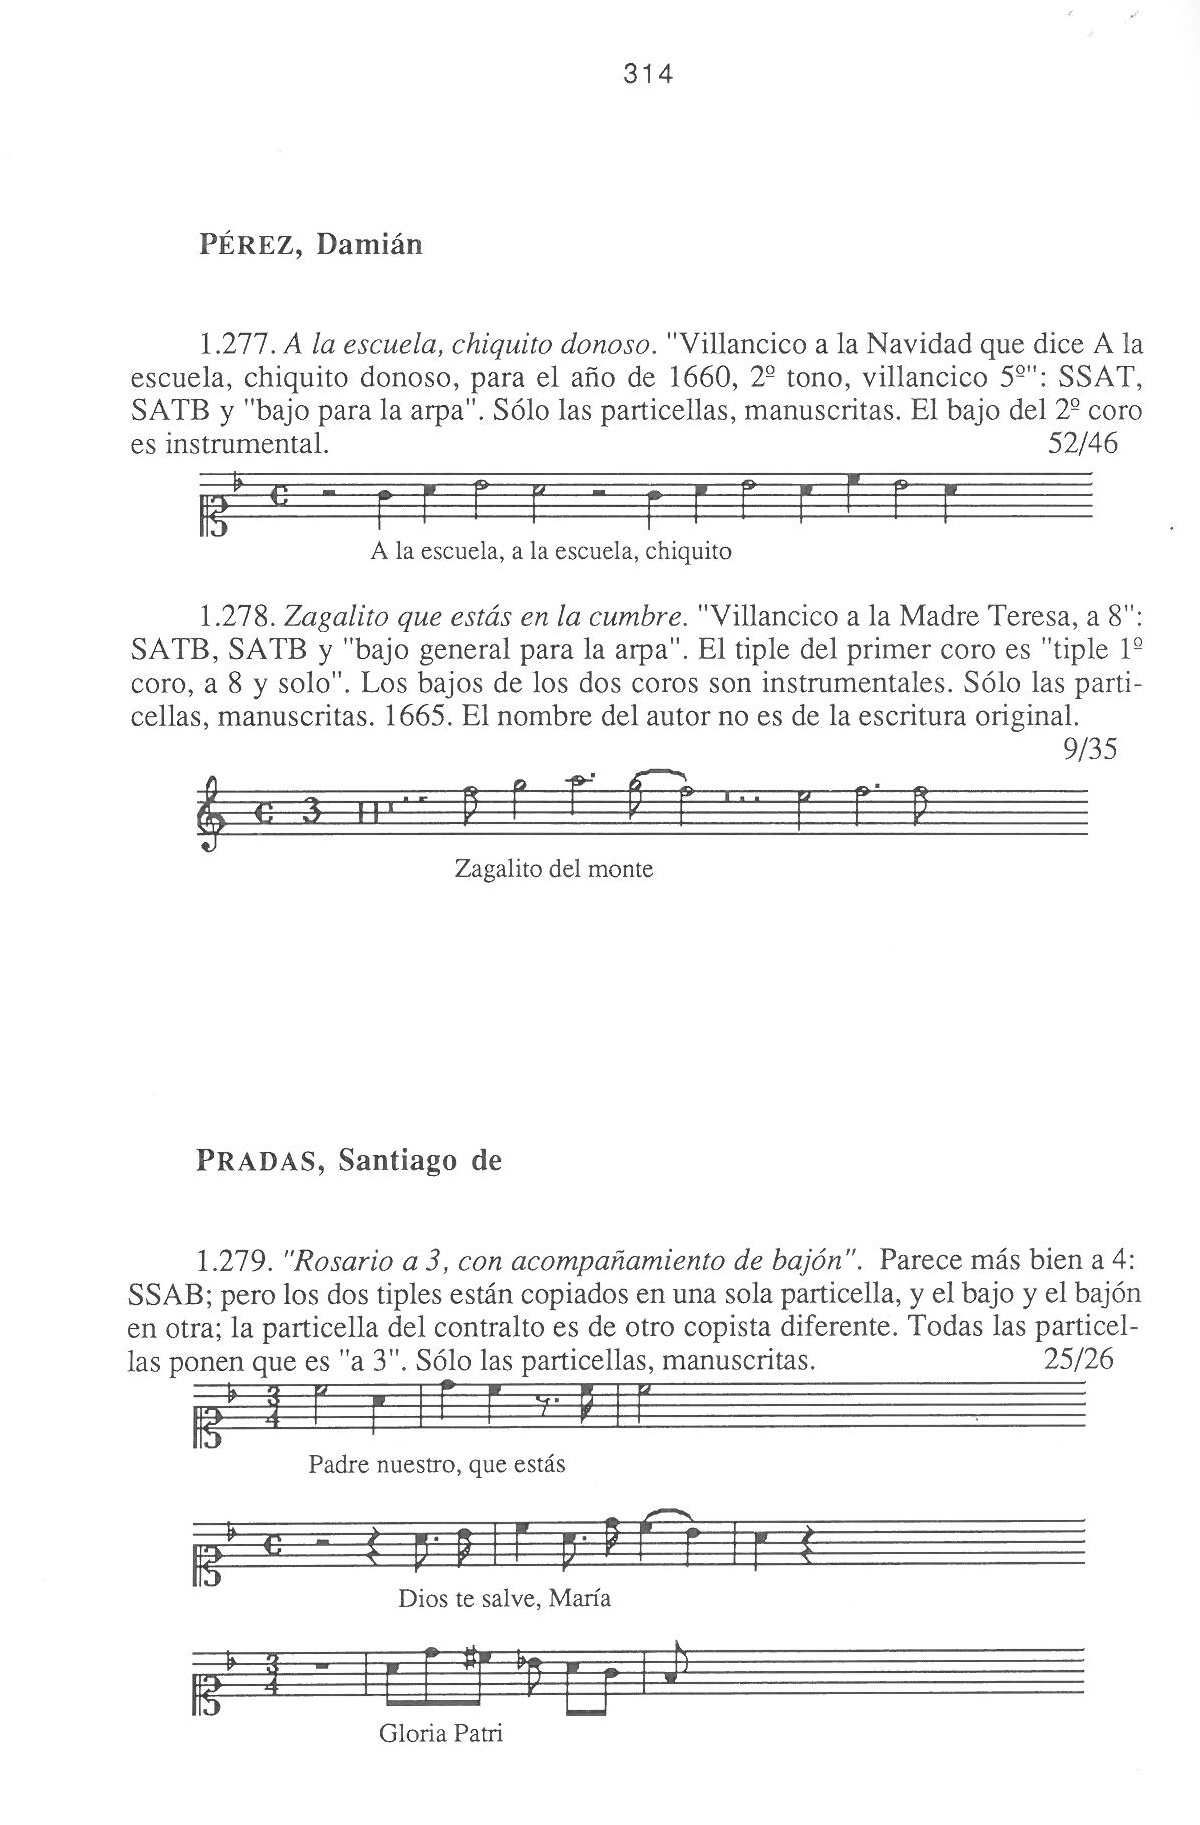 314
PÉREZ, Damián
1.277. A la escuela, chiquito donoso. "Villancico a la Navidad que dice A la
escuela, chiquito donoso, para el año de 1660, 2º tono, villancico 5º": SSAT,
SATB y "bajo para la arpa". Sólo las particellas, manuscritas. El bajo del 2º coro
es instrumental. 52/46
A la escuela, a la escuela, chiquito
1.278. Zagalito que estás en la cumbre. "Villancico a la Madre Teresa, a 8":
SATB, SATB y "bajo general para la arpa". El tiple del primer coro es "tiple 1º
coro, a 8 y solo". Los bajos de los dos coros son instrumentales. Sólo las parti-
cellas, manuscritas. 1665. El nombre del autor no es de la escritura original.
9/35
3
Zagalito del monte
PRADAS, Santiago de
1.279. "Rosario a 3, con acompañamiento de bajón". Parece más bien a 4:
SSAB; pero los dos tiples están copiados en una sola particella, y el bajo y el bajón
en otra; la particella del contralto es de otro copista diferente. Todas las particel-
las ponen que es "a 3". Sólo las particellas, manuscritas. 25/26
3
4
Padre nuestro, que estás
Dios te salve, María
3
4
Gloria Patri